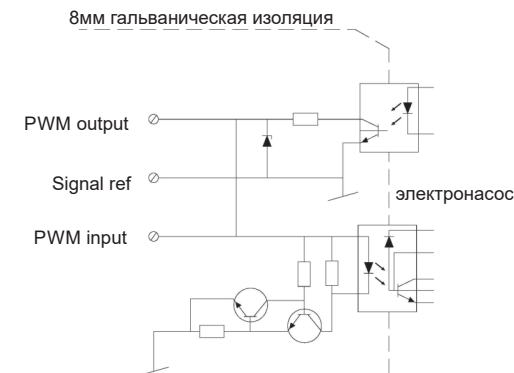 8мм гальваническая изоляция
PWM output
Signal ref
электронасос
PWM input